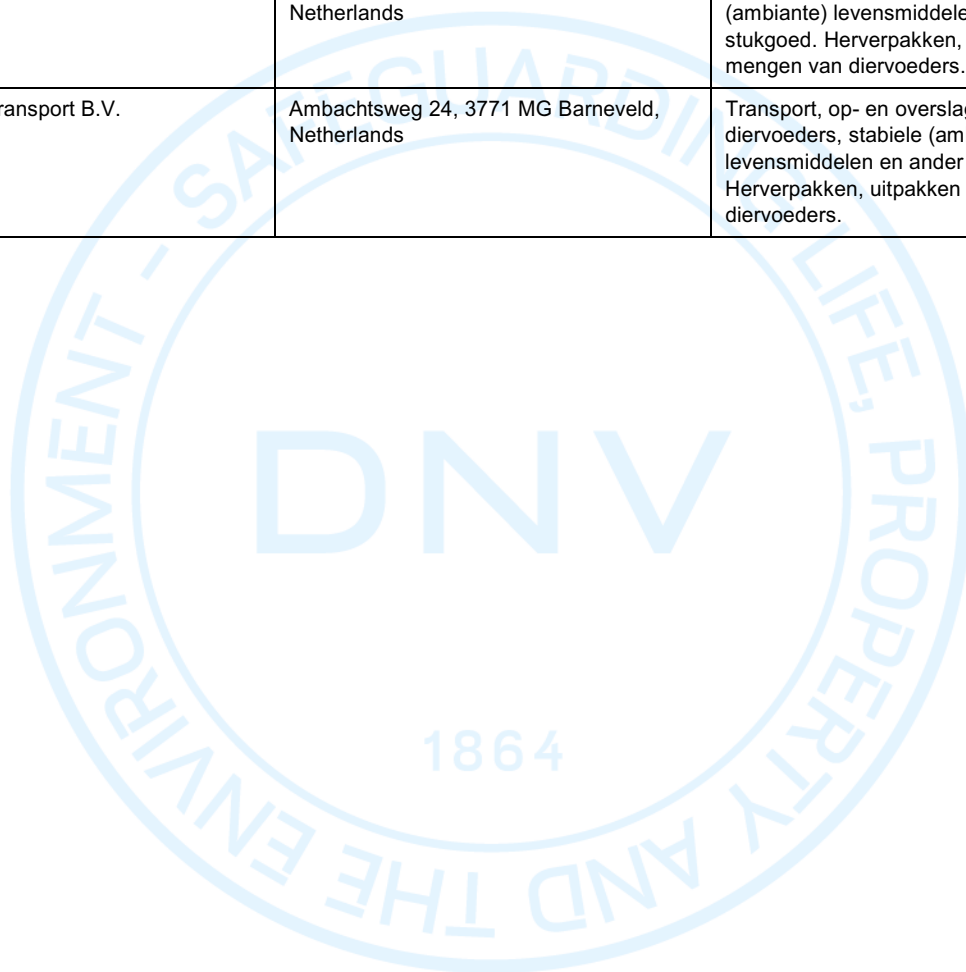 Netherlands
(ambiante) levensmiddele
stukgoed. Herverpakken,
mengen van diervoeders.
ransport B.V.
Ambachtsweg 24, 3771 MG Barneveld,
Netherlands
Transport, op- en overslag
diervoeders, stabiele (am
levensmiddelen en ander
Herverpakken, uitpakken
diervoeders.
SAFEGUARDING LIFE, PROPERTY AND THE ENVIRONMENT -
DNV
1864